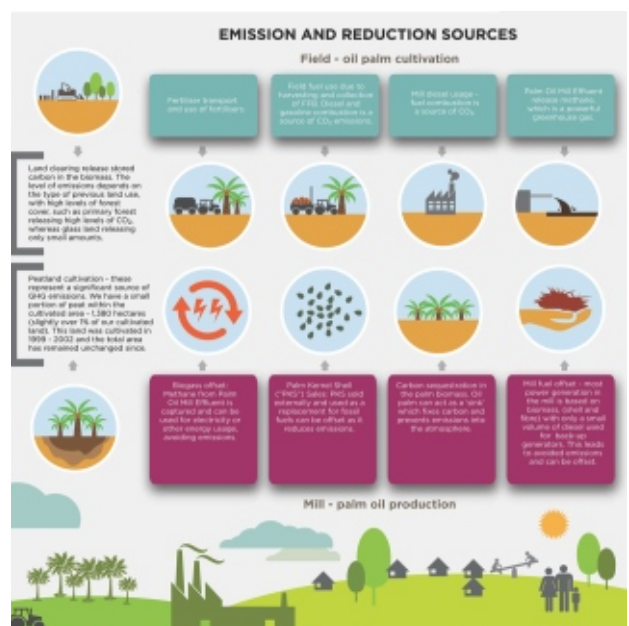 EMISSION AND REDUCTION SOURCES
Field - oil palm cultivation
Fertiliser transport
and use of fertilisers
Field fuel use due to
harvesting and collection
of FFB. Diesel and
gasoline combustion is a
source of CO₂ emissions.
Mill diesel usage -
fuel combustion is
a source of CO₂
Palm Oil Mill Effluent
release methane,
which is a powerful
greenhouse gas
Land clearing release stored
carbon in the biomass. The
level of emissions depends on
the type of previous land use,
with high levels of forest
cover, such as primary forest
releasing high levels of CO₂,
whereas glass land releasing
only small amounts.
Peatland cultivation - these
represent a significant source of
GHG emissions. We have a small
portion of peat within the
cultivated area - 1,380 hectares
(slightly over 1% of our cultivated
land). This land was cultivated in
1999 - 2002 and the total area
has remained unchanged since.
Biogass offset:
Methane from Palm
Oil Mill Effluent is
captured and can be
used for electricity or
other energy usage,
avoiding emissions.
Palm Kernel Shell
("PKS") Sales: PKS sold
externally and used as a
replacement for fossil
fuels can be offset as it
reduces emissions.
Carbon sequestration in
the palm biomass. Oil
palm can act as a 'sink'
which fixes carbon and
prevents emissions into
the atmosphere.
Mill fuel offset - most
power generation in
the mill is based on
biomass, (shell and
fibre) with only a small
volume of diesel used
for back-up
generators. This leads
to avoided emissions
and can be offset.
Mill - palm oil production